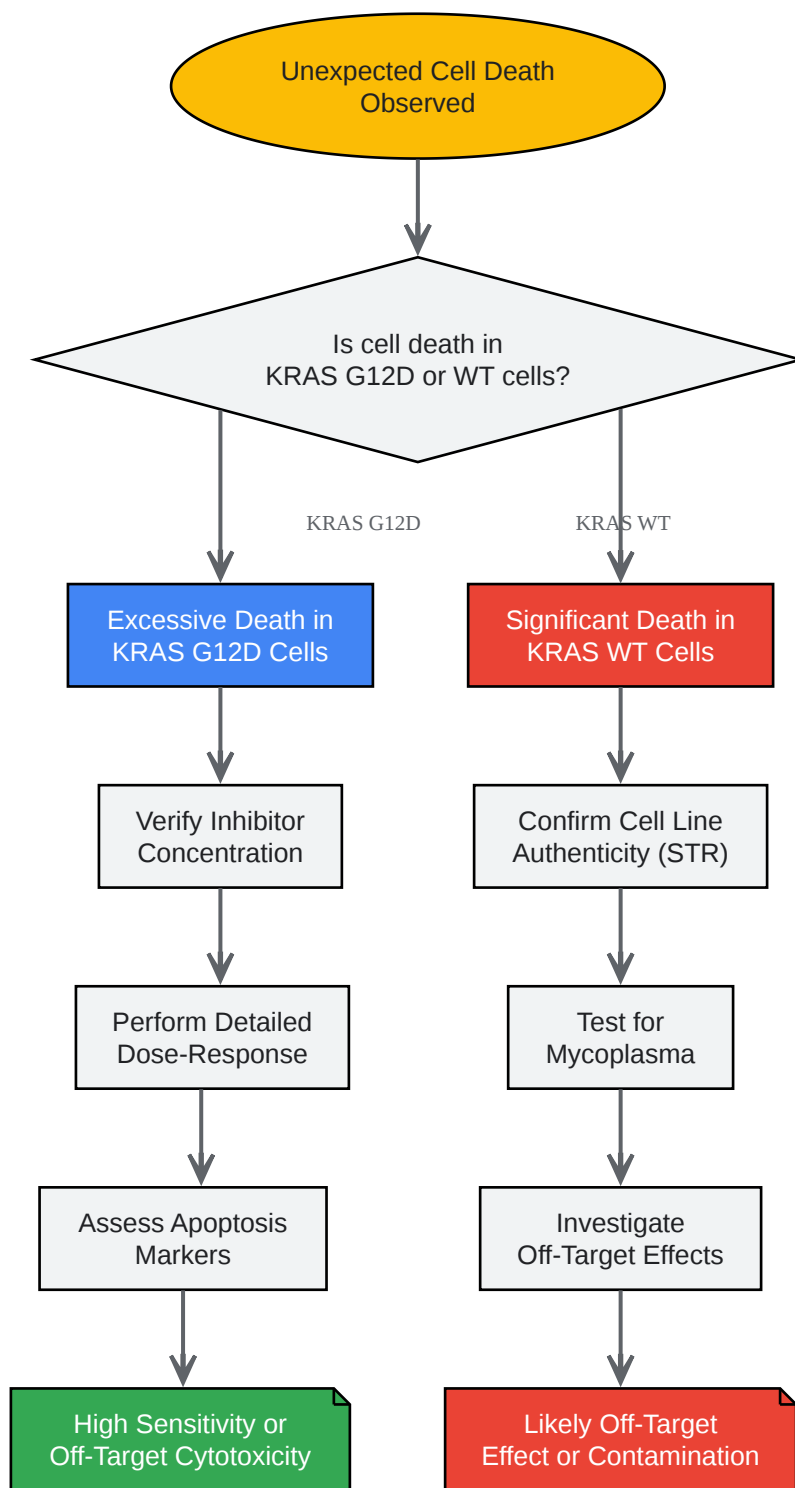 Unexpected Cell Death
Observed
Is cell death in
KRAS G12D or WT cells?
KRAS G12D
KRAS WT
Excessive Death in
KRAS G12D Cells
Significant Death in
KRAS WT Cells
Verify Inhibitor
Concentration
Confirm Cell Line
Authenticity (STR)
Perform Detailed
Dose-Response
Test for
Mycoplasma
Assess Apoptosis
Markers
Investigate
Off-Target Effects
High Sensitivity or
Off-Target Cytotoxicity
Likely Off-Target
Effect or Contamination